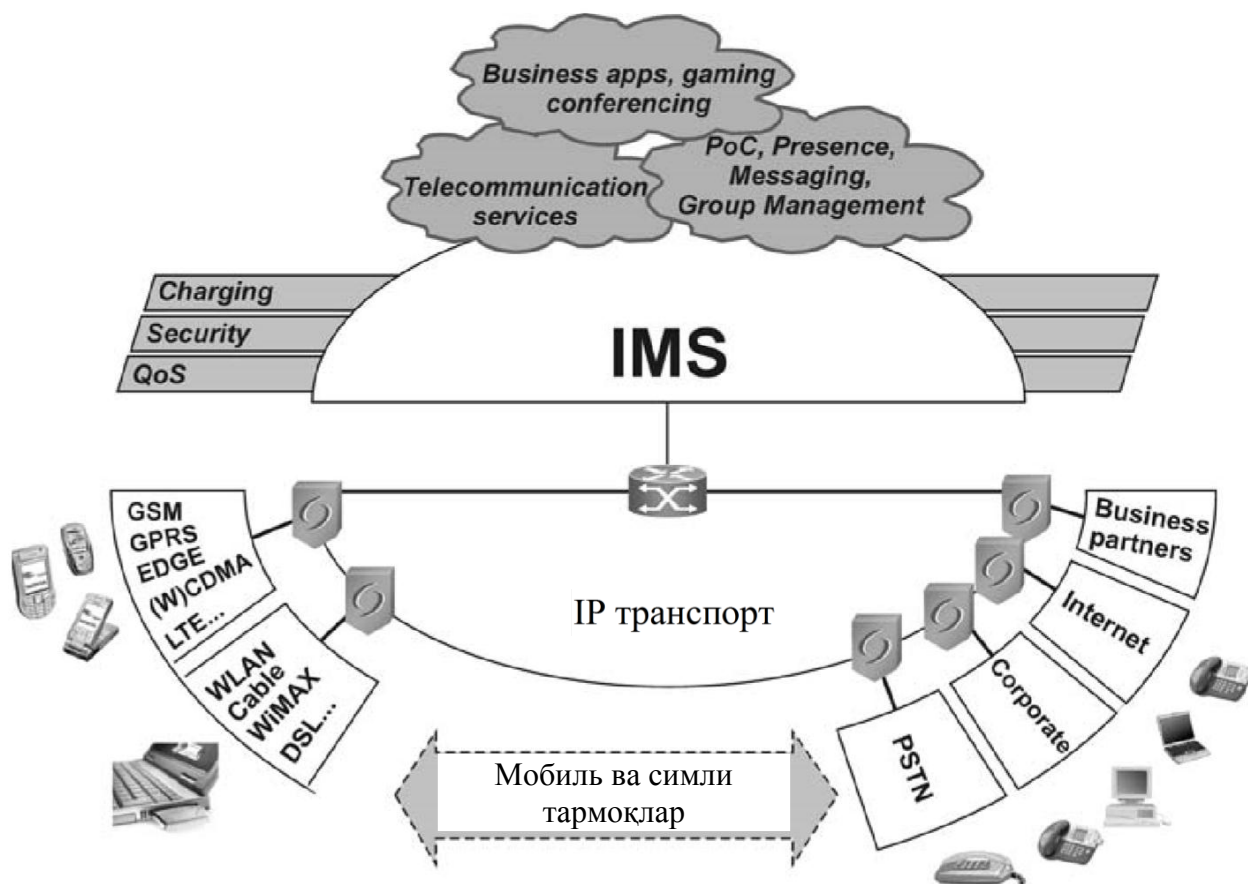 Business apps, gaming
conferencing
PoC, Presence,
Messaging,
Group Management
Telecommunication
services
Charging
Security
QoS
IMS
GSM
GPRS
EDGE
(W)CDMA
LTE...
WLAN
Cable
WiMAX
DSL...
IP транспорт
Business
partners
Internet
Corporate
PSTN
Мобиль ва симли
тармоқлар